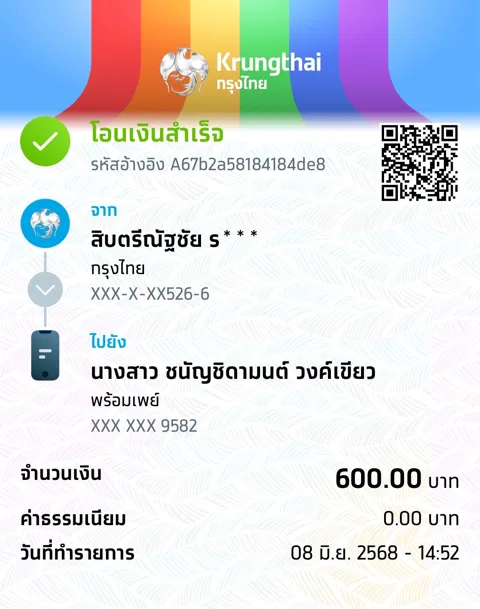 Krungthai
กรุงไทย
โอนเงินสำเร็จ
รหัสอ้างอิง A67b2a58184184de8
จาก
สิบตรีณัฐชัย ร***
กรุงไทย
XXX-X-XX526-6
ไปยัง
นางสาว ชนัญชิดามนต์ วงค์เขียว
พร้อมเพย์
XXX XXX 9582
จำนวนเงิน 600.00 บาท
ค่าธรรมเนียม 0.00 บาท
วันที่ทำรายการ 08 มิ.ย. 2568 - 14:52